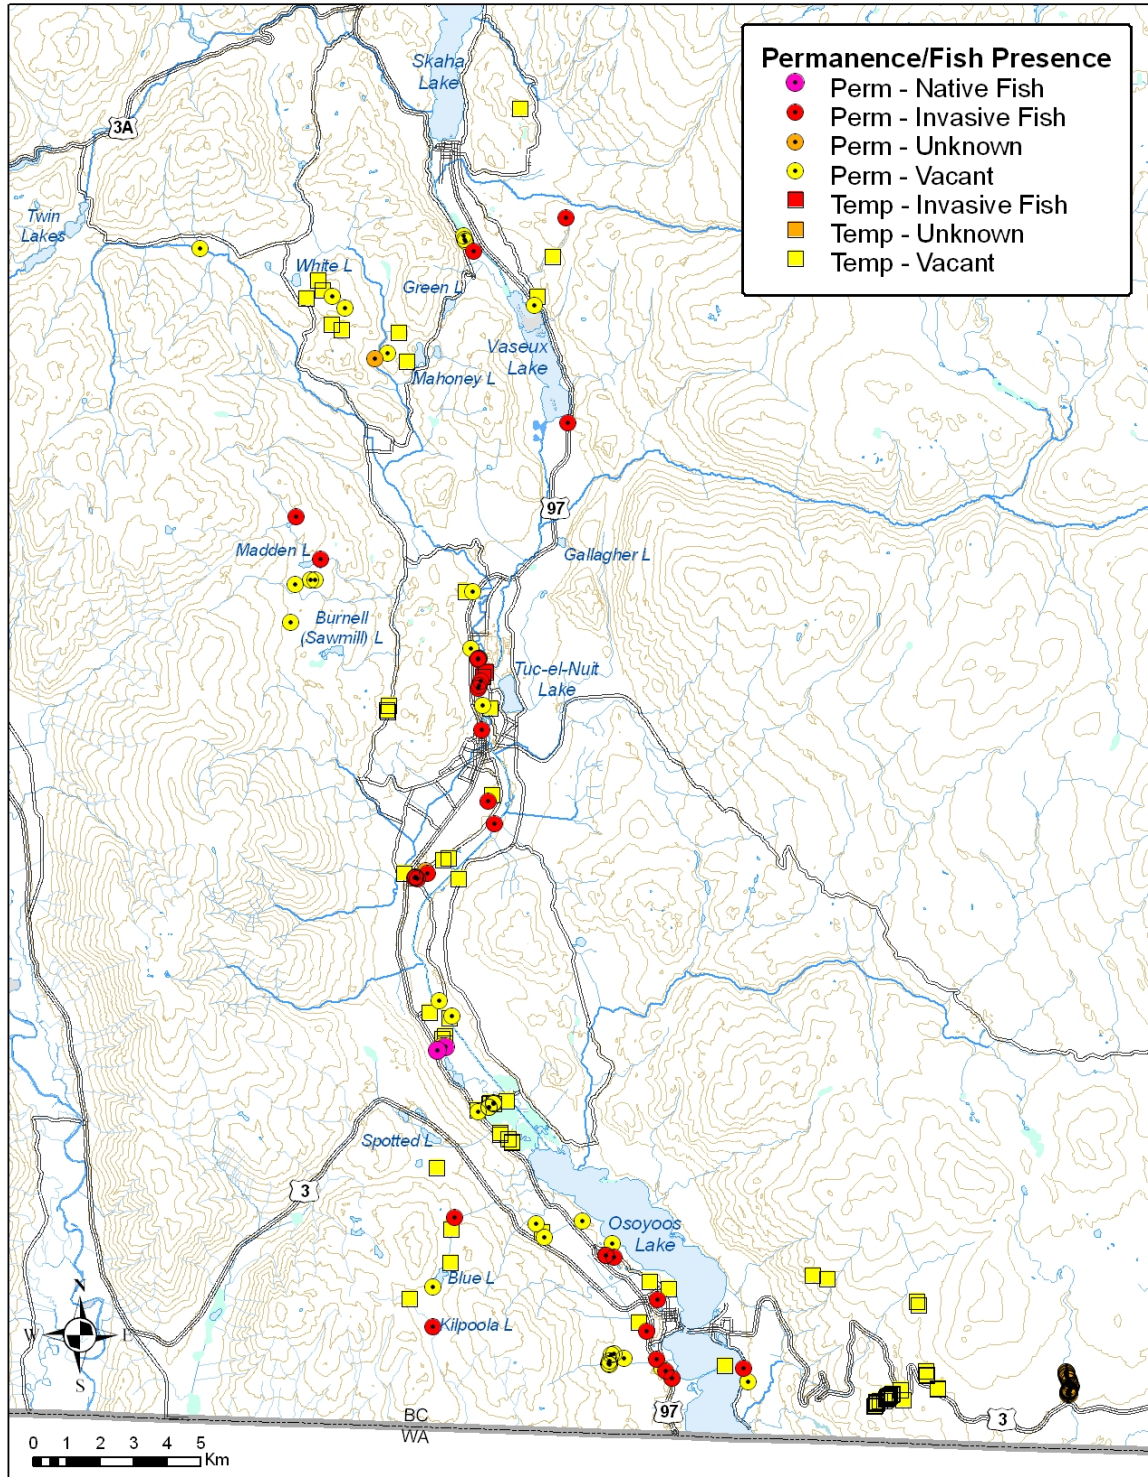 Permanence/Fish Presence
Perm - Native Fish
Perm - Invasive Fish
Perm - Unknown
Perm - Vacant
Temp - Invasive Fish
Temp - Unknown
Temp - Vacant
Skaha
Lake
3A
Twin
Lakes
White L
Green L
Vaseux
Lake
Mahoney L
97
Gallagher L
Madden L
Burnell
(Sawmill) L
Tuc-el-Nuit
Lake
Spotted L
3
Osoyoos
Lake
Blue L
Kilpoola L
N
W
E
S
97
3
BC
WA
0 1 2 3 4 5
Km